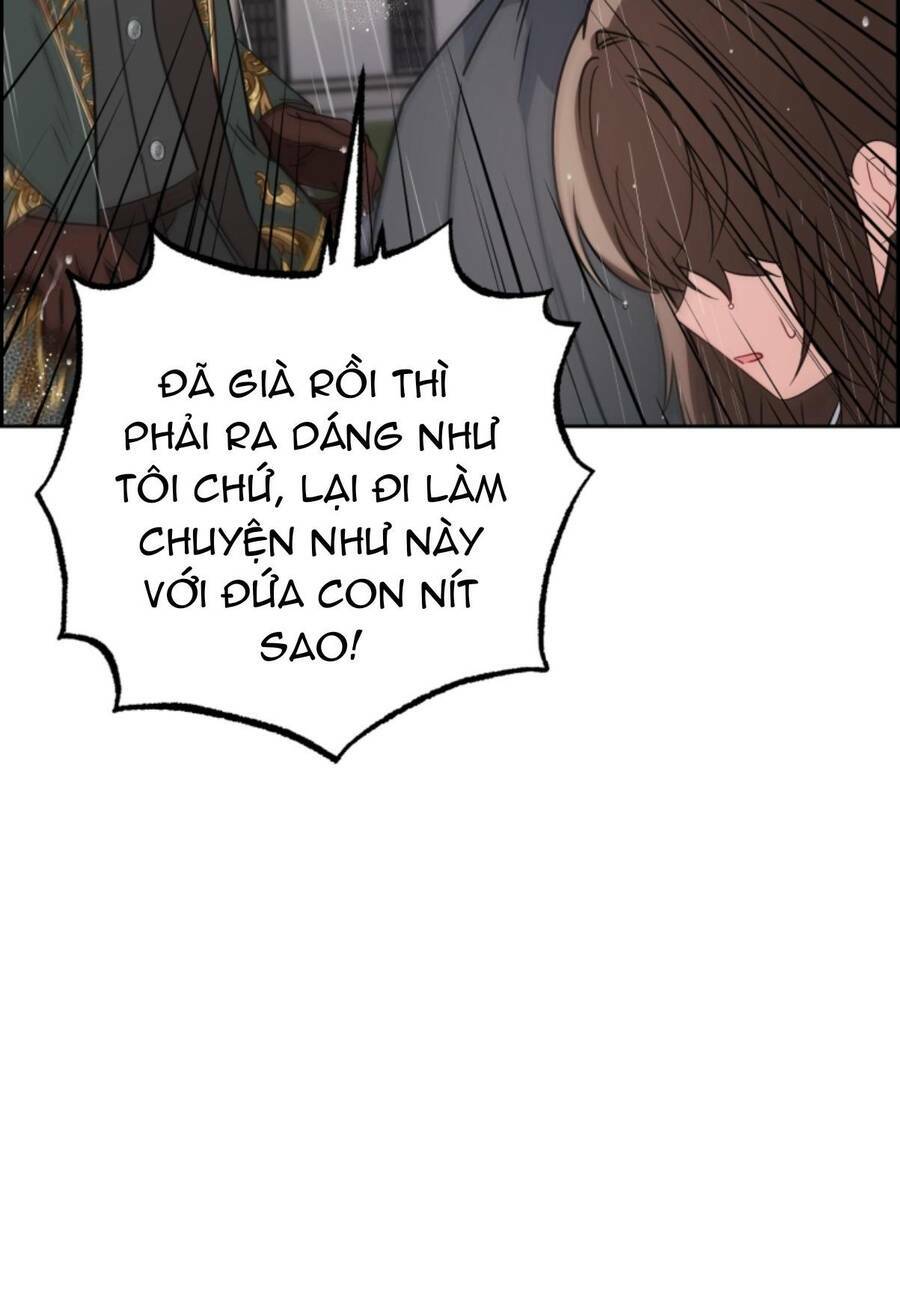 ĐÃ GIÀ RỒI THÌ
PHẢI RA DÁNG NHƯ
TÔI CHỨ, LẠI ĐI LÀM
CHUYỆN NHƯ NÀY
VỚI ĐỨA CON NÍT
SAO!